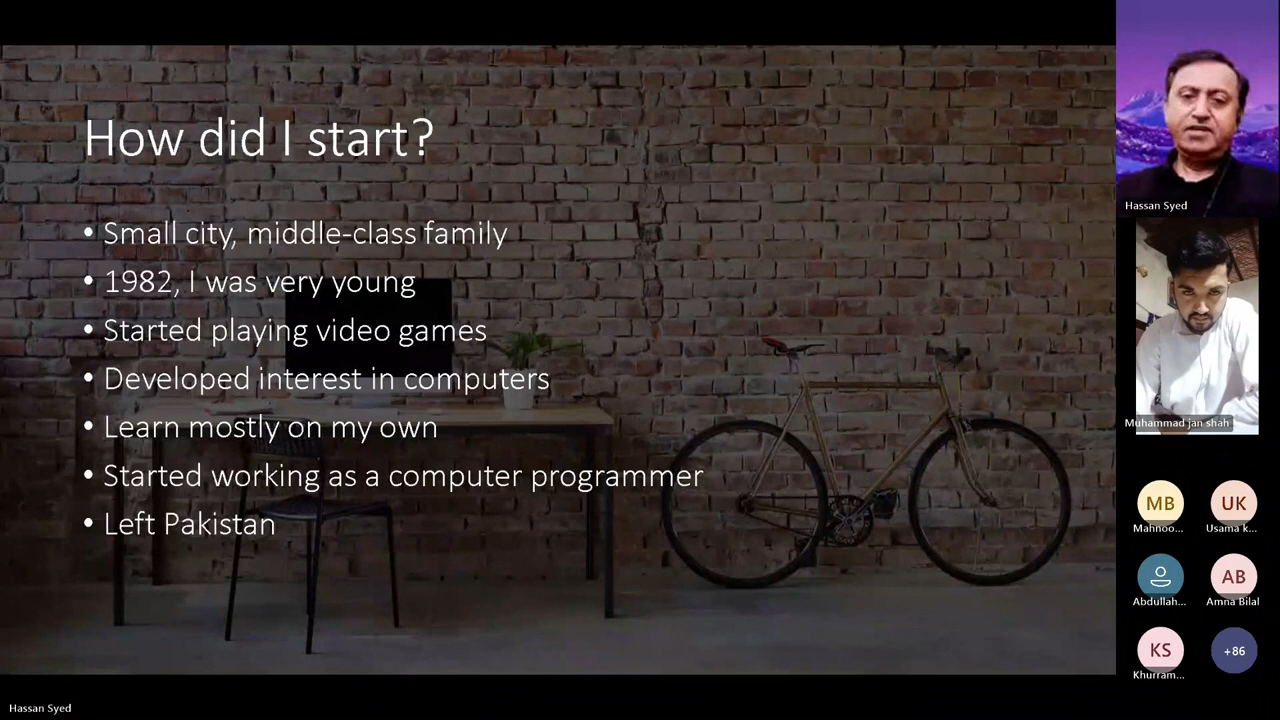 How did I start?
• Small city, middle-class family
• 1982, I was very young
• Started playing video games
• Developed interest in computers
• Learn mostly on my own
• Started working as a computer programmer
• Left Pakistan
Hassan Syed
Muhammad jan shah
MB
UK
Mahnoo...
Usama k...
AB
Abdullah...
Amna Bilal
KS
+86
Khurram...
Hassan Syed